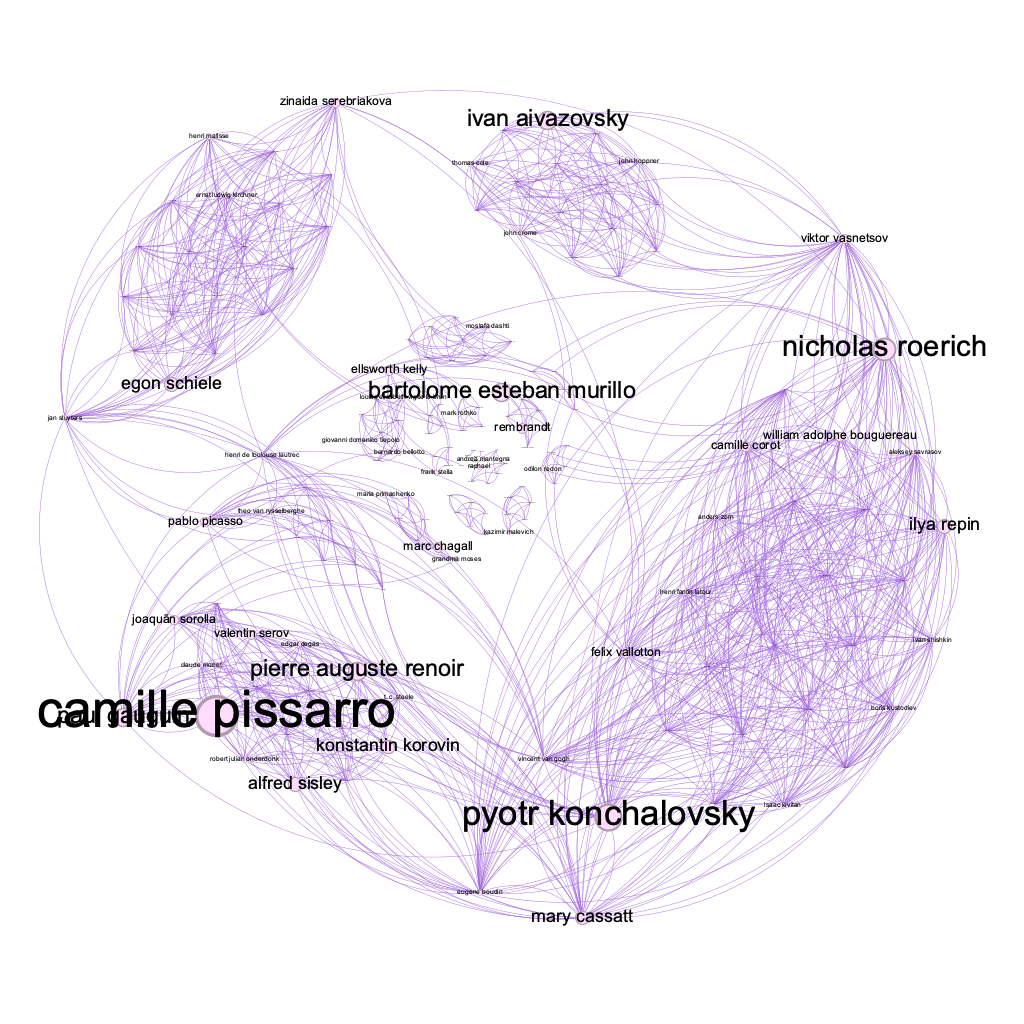 zinaida serebriakova
ivan aivazovsky
henri matisse
thomas cole
john hoppner
ernst ludwig kirchner
john crome
viktor vasnetsov
mostafa dashti
nicholas roerich
ellsworth kelly
egon schiele
bartolome esteban murillo
mark rothko
jan sluyters
rembrandt
william adolphe bouguereau
giovanni domenico tiepolo
camille corot
bernardo bellotto
aleksey savrasov
henri de toulouse lautrec
andrea mantegna
raphael
odilon redon
frank stella
maria primachenko
theo van rysselberghe
anders zorn
pablo picasso
ilya repin
kazimir malevich
marc chagall
grandma moses
henri fantin latour
joaquãn sorolla
valentin serov
edgar degas
ivan shishkin
felix vallotton
claude monet
pierre auguste renoir
t.c. steele
camille pissarro
paul gauguin
boris kustodiev
konstantin korovin
robert julian onderdonk
vincent van gogh
alfred sisley
isaac levitan
pyotr konchalovsky
eugene boudin
mary cassatt